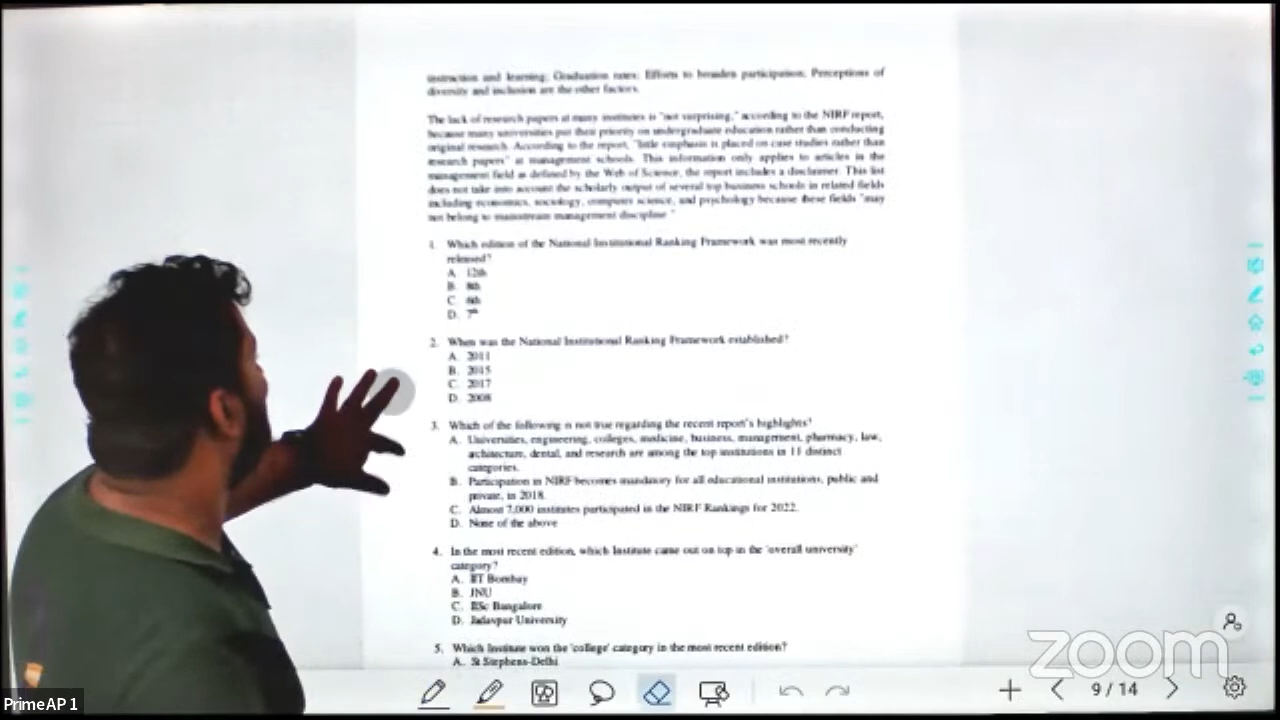 instruction and learning; Graduation rates; Efforts to broaden participation; Perceptions of
diversity and inclusion are the other factors.
The lack of research papers at many institutes is "not surprising," according to the NIRF report,
because many universities put their priority on undergraduate education rather than conducting
original research. According to the report, "little emphasis is placed on case studies rather than
research papers" at management schools. This information only applies to articles in the
management field as defined by the Web of Science, the report includes a disclaimer. This list
does not take into account the scholarly output of several top business schools in related fields
including economics, sociology, computer science, and psychology because these fields "may
not belong to mainstream management discipline."
1. Which edition of the National Institutional Ranking Framework was most recently
released?
A. 12th
B. 8th
C. 6th
D. 7th
2. When was the National Institutional Ranking Framework established?
A. 2011
B. 2015
C. 2017
D. 2008
3. Which of the following is not true regarding the recent report's highlights?
A. Universities, engineering, colleges, medicine, business, management, pharmacy, law,
architecture, dental, and research are among the top institutions in 11 distinct
categories.
B. Participation in NIRF becomes mandatory for all educational institutions, public and
private, in 2018.
C. Almost 7,000 institutes participated in the NIRF Rankings for 2022.
D. None of the above
4. In the most recent edition, which Institute came out on top in the 'overall university'
category?
A. IIT Bombay
B. JNU
C. IISc Bangalore
D. Jadavpur University
5. Which Institute won the 'college' category in the most recent edition?
A. St Stephens-Delhi
zoom
9 / 14
PrimeAP 1